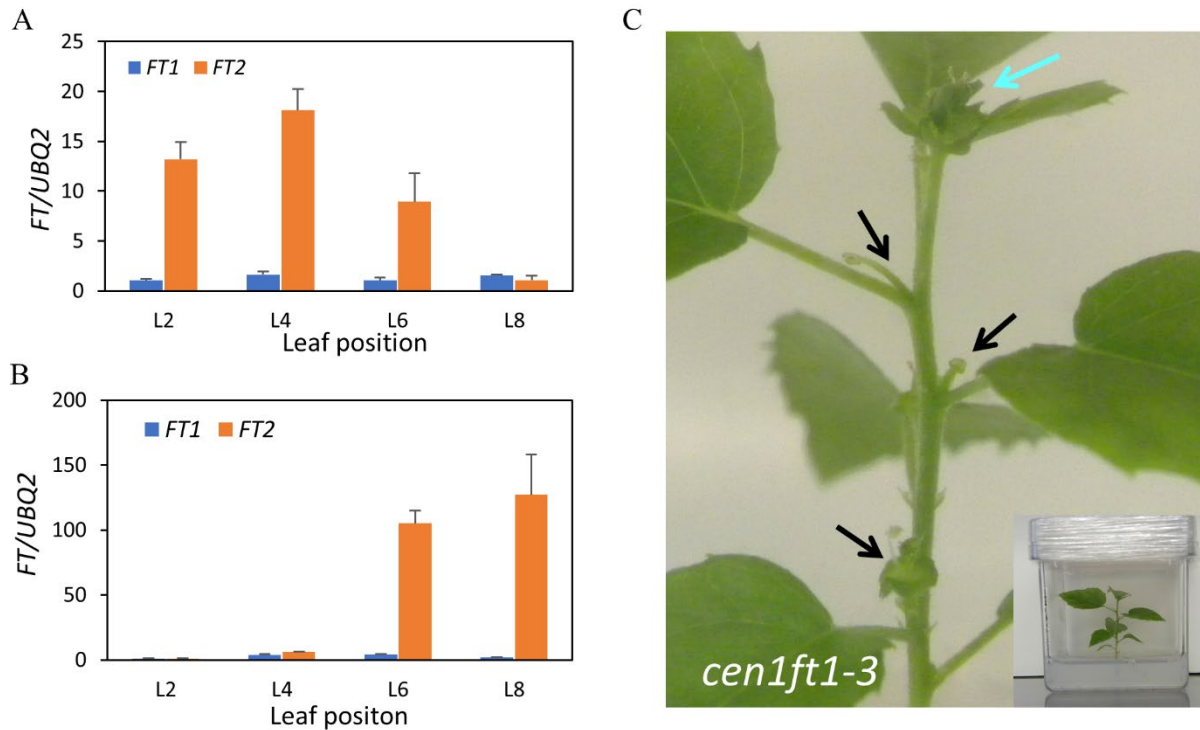 A
25
20
15
10
5
0
FT/UBQ2
FT1 FT2
L2 L4 L6 L8
Leaf position
B
200
150
100
50
0
FT/UBQ2
FT1 FT2
L2 L4 L6 L8
Leaf positon
C
cen1ft1-3